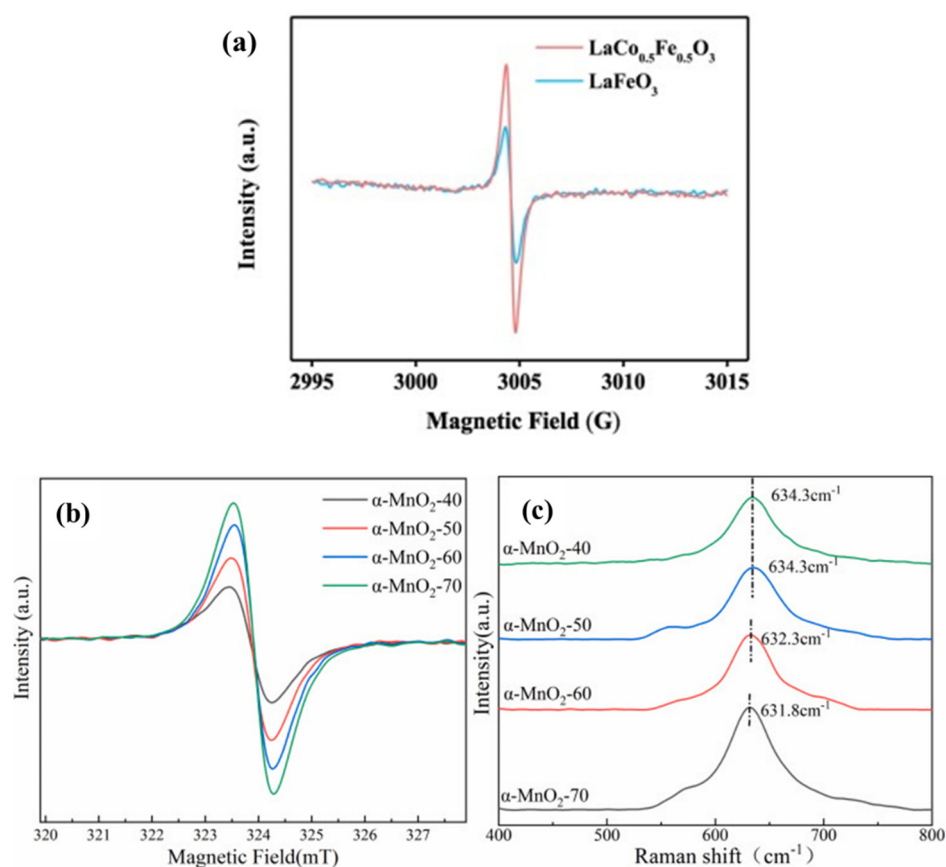 (a)
LaCo₀.₅Fe₀.₅O₃
LaFeO₃
Intensity (a.u.)
2995 3000 3005 3010 3015
Magnetic Field (G)
(b)
α-MnO₂-40
α-MnO₂-50
α-MnO₂-60
α-MnO₂-70
Intensity (a.u.)
320 321 322 323 324 325 326 327
Magnetic Field(mT)
(c)
634.3cm⁻¹
α-MnO₂-40
634.3cm⁻¹
α-MnO₂-50
632.3cm⁻¹
α-MnO₂-60
631.8cm⁻¹
α-MnO₂-70
Intensity(a.u.)
400 500 600 700 800
Raman shift（cm⁻¹）